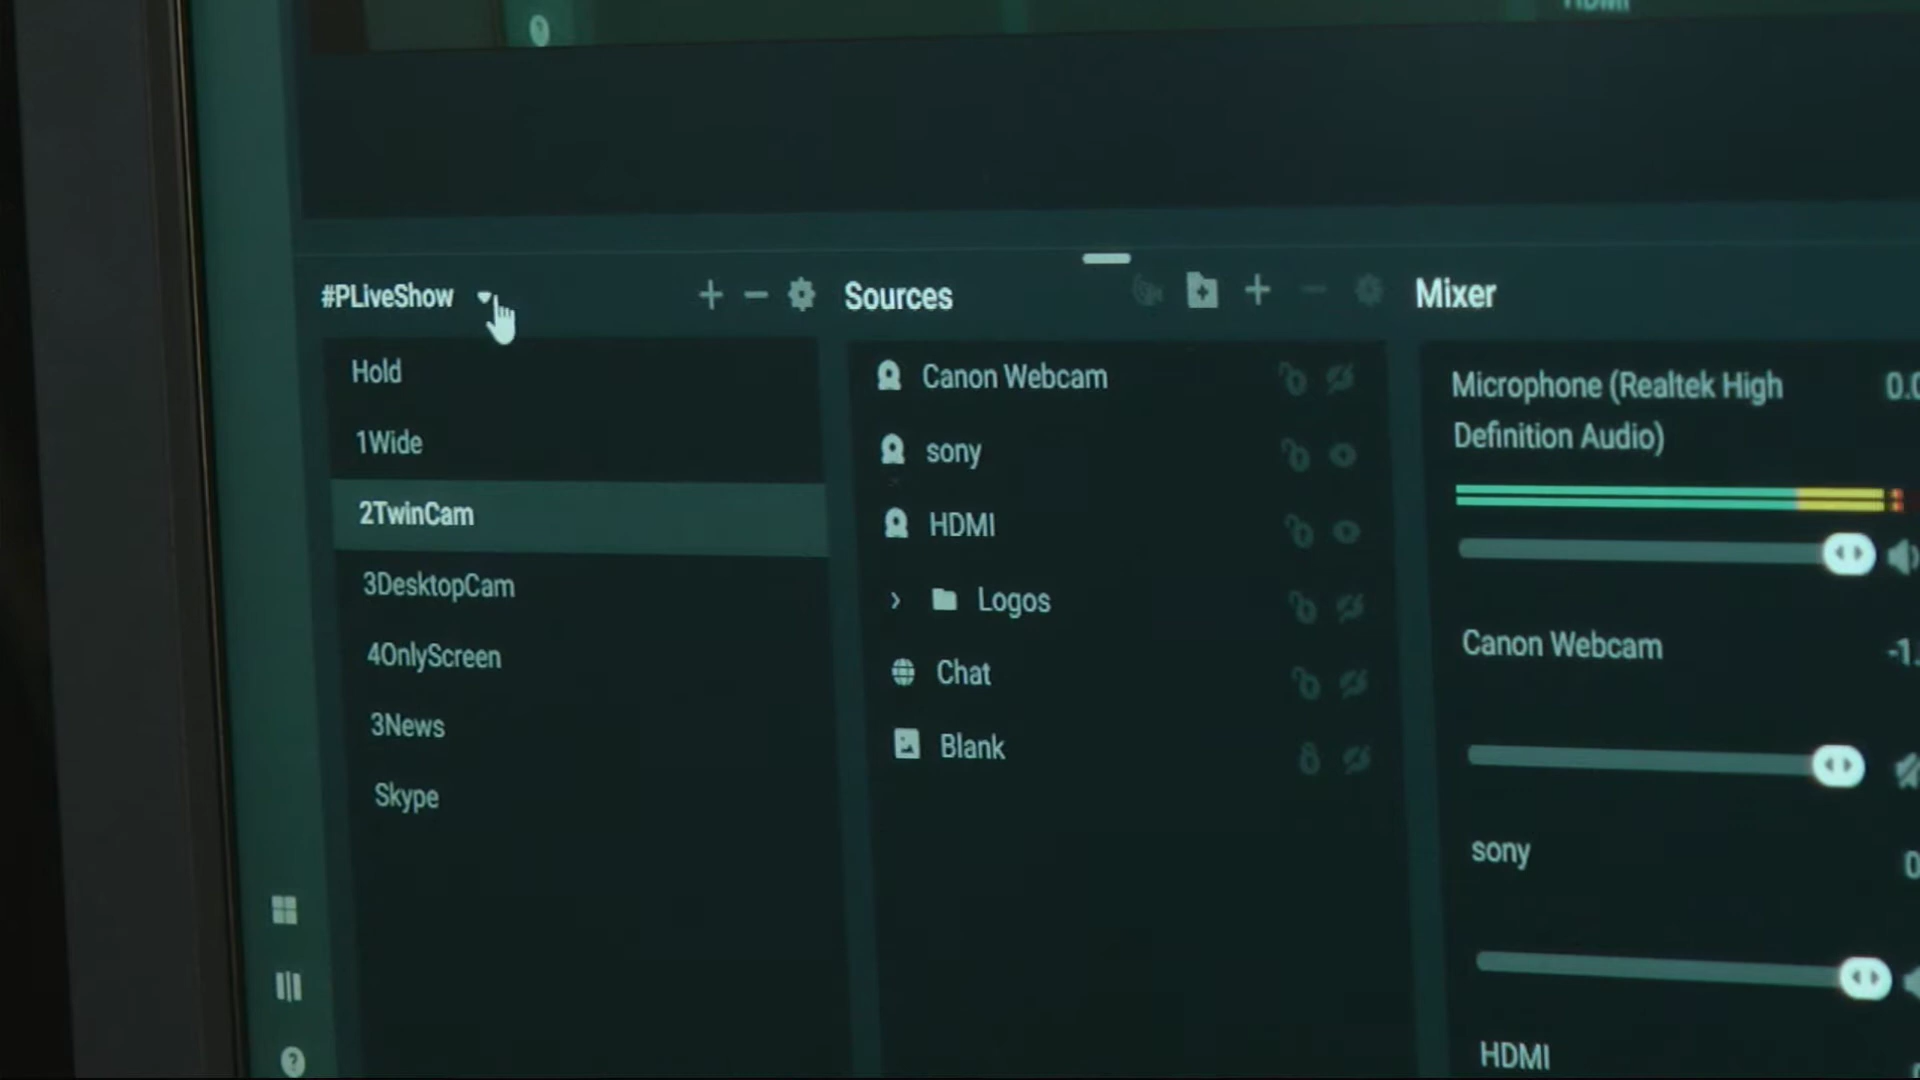 HDMI
#PLiveShow
Hold
1Wide
2TwinCam
3DesktopCam
4OnlyScreen
3News
Skype
Sources
Canon Webcam
sony
HDMI
Logos
Chat
Blank
Mixer
Microphone (Realtek High
Definition Audio)
Canon Webcam
sony
HDMI